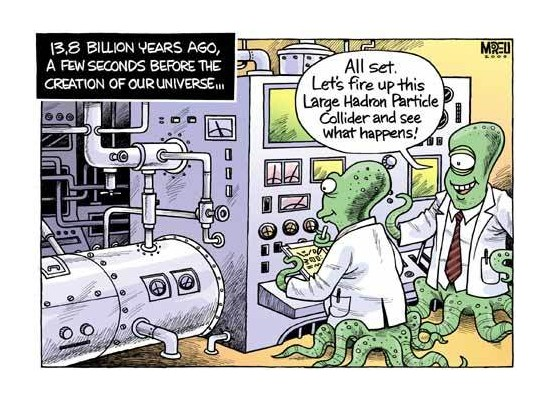 13,8 BILLION YEARS AGO,
A FEW SECONDS BEFORE THE
CREATION OF OUR UNIVERSE...
All set.
Let's fire up this
Large Hadron Particle
Collider and see
what happens!